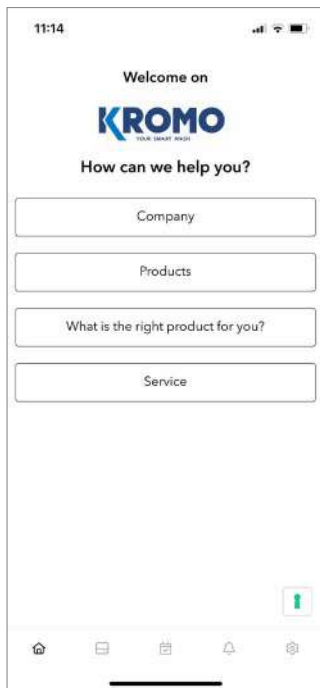 11:14
Welcome on
KROMO
YOUR SMART WASH
How can we help you?
Company
Products
What is the right product for you?
Service